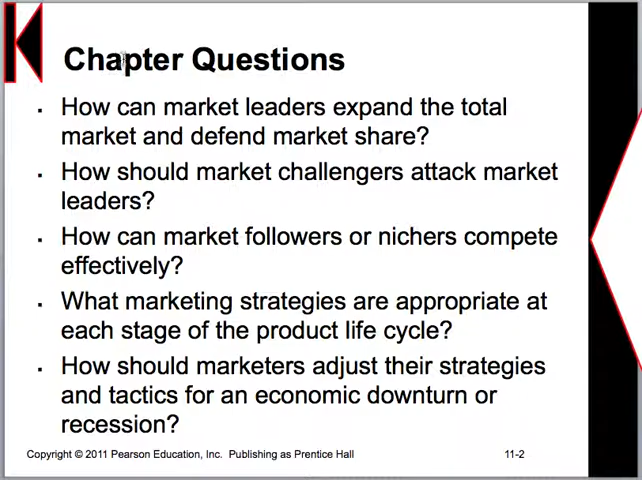 Chapter Questions
▪ How can market leaders expand the total
market and defend market share?
▪ How should market challengers attack market
leaders?
▪ How can market followers or nichers compete
effectively?
▪ What marketing strategies are appropriate at
each stage of the product life cycle?
▪ How should marketers adjust their strategies
and tactics for an economic downturn or
recession?
Copyright © 2011 Pearson Education, Inc.  Publishing as Prentice Hall 11-2